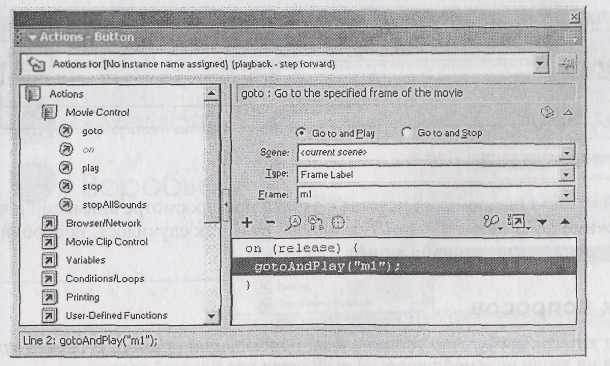 Actions - Button
Actions for [No instance name assigned] (playback - step forward)
Actions
Movie Control
goto
on
play
stop
stopAllSounds
Browser/Network
Movie Clip Control
Variables
Conditions/Loops
Printing
User-Defined Functions
goto : Go to the specified frame of the movie
Go to and Play
Go to and Stop
Scene: <current scene>
Type: Frame Label
Frame: m1
on (release) {
gotoAndPlay("m1");
}
Line 2: gotoAndPlay("m1");